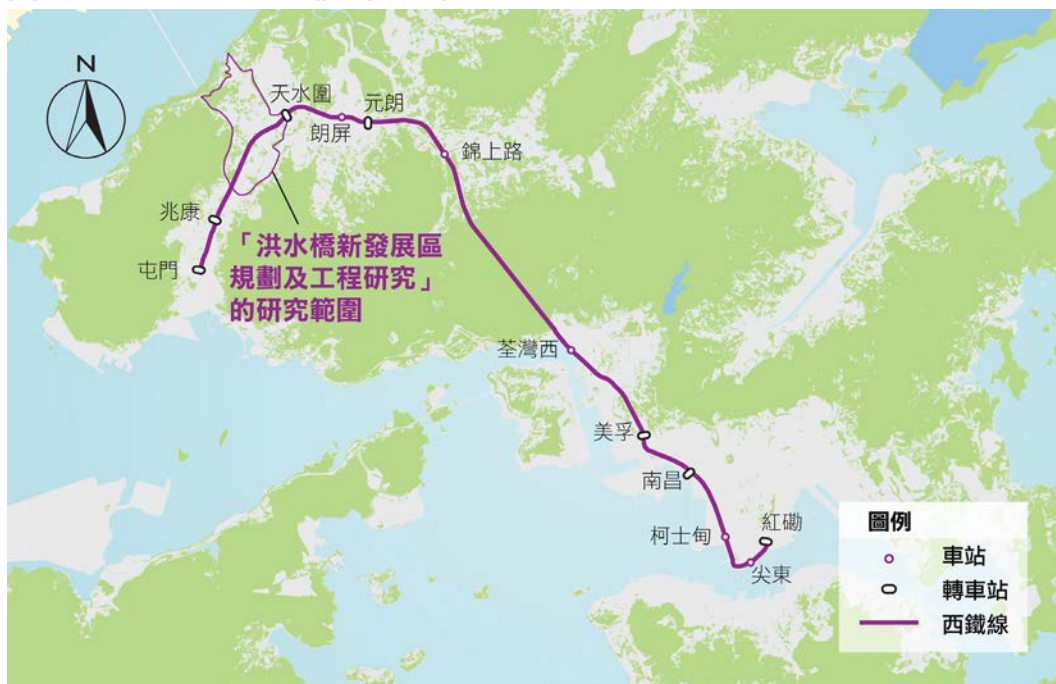 N
天水圍
元朗
朗屏
錦上路
兆康
屯門
「洪水橋新發展區
規劃及工程研究」
的研究範圍
荃灣西
美孚
南昌
柯士甸
紅磡
尖東
圖例
車站
轉車站
西鐵線